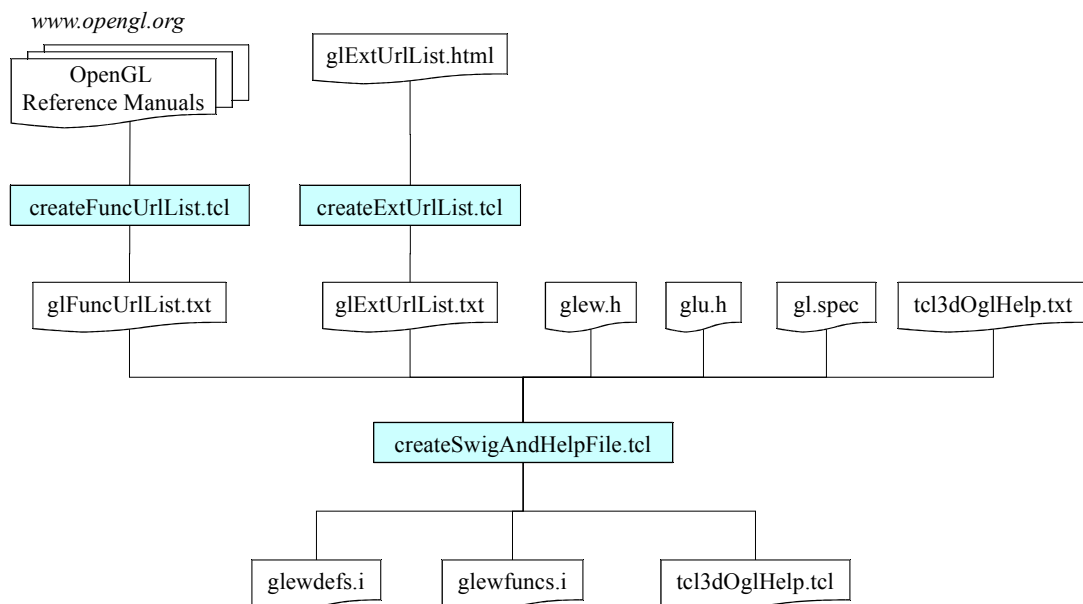 www.opengl.org
OpenGL
Reference Manuals
glExtUrlList.html
createFuncUrlList.tcl
createExtUrlList.tcl
glFuncUrlList.txt
glExtUrlList.txt
glew.h
glu.h
gl.spec
tcl3dOglHelp.txt
createSwigAndHelpFile.tcl
glewdefs.i
glewfuncs.i
tcl3dOglHelp.tcl